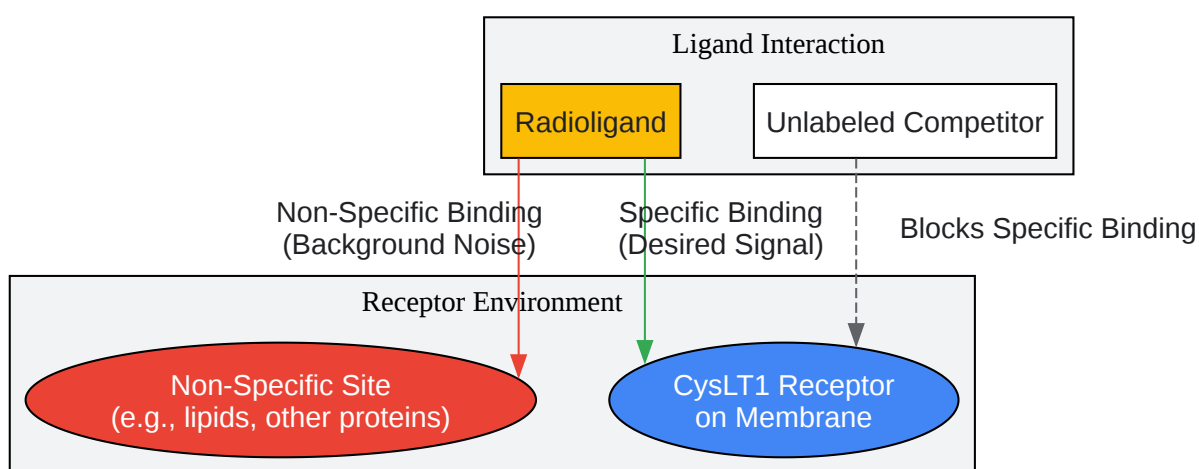 Ligand Interaction
Radioligand
Unlabeled Competitor
Non-Specific Binding
(Background Noise)
Specific Binding
(Desired Signal)
Blocks Specific Binding
Receptor Environment
Non-Specific Site
(e.g., lipids, other proteins)
CysLT1 Receptor
on Membrane